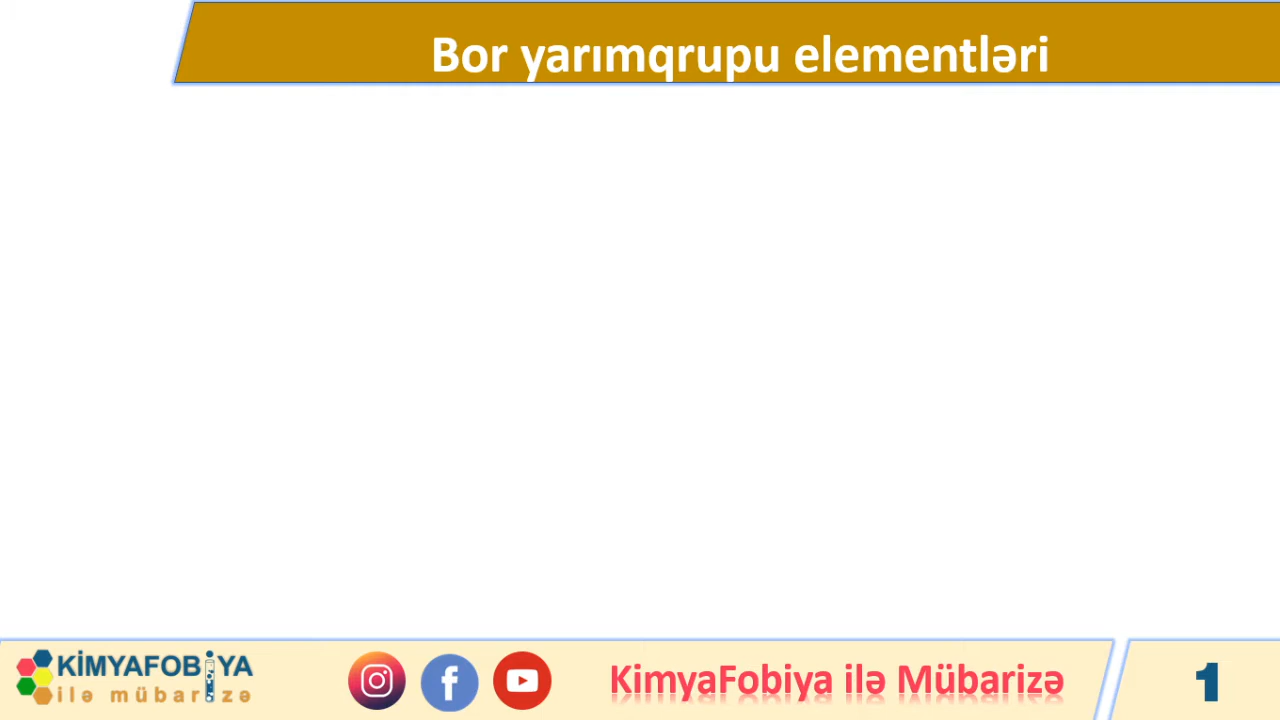 Bor yarımqrupu elementləri
KİMYAFOBİYA
ilə mübarizə
KimyaFobiya ilə Mübarizə
1